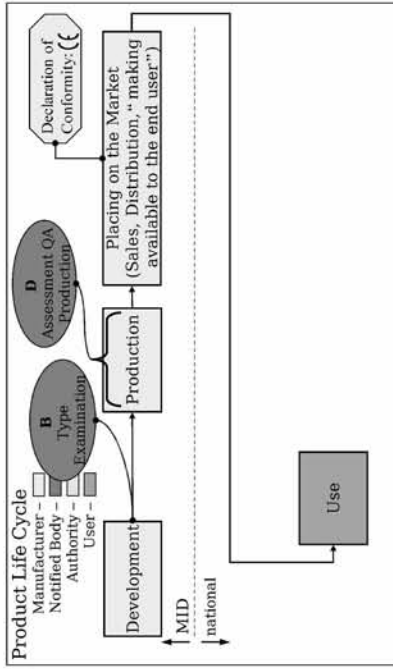 Product Life Cycle
Manufacturer –
Notified Body –
Authority –
User –
B
Type
Examination
D
Assessment QA
Production
Declaration of
Conformity: CE
Development
Production
Placing on the Market
(Sales, Distribution,“ making
available to the end user”)
MID
national
Use